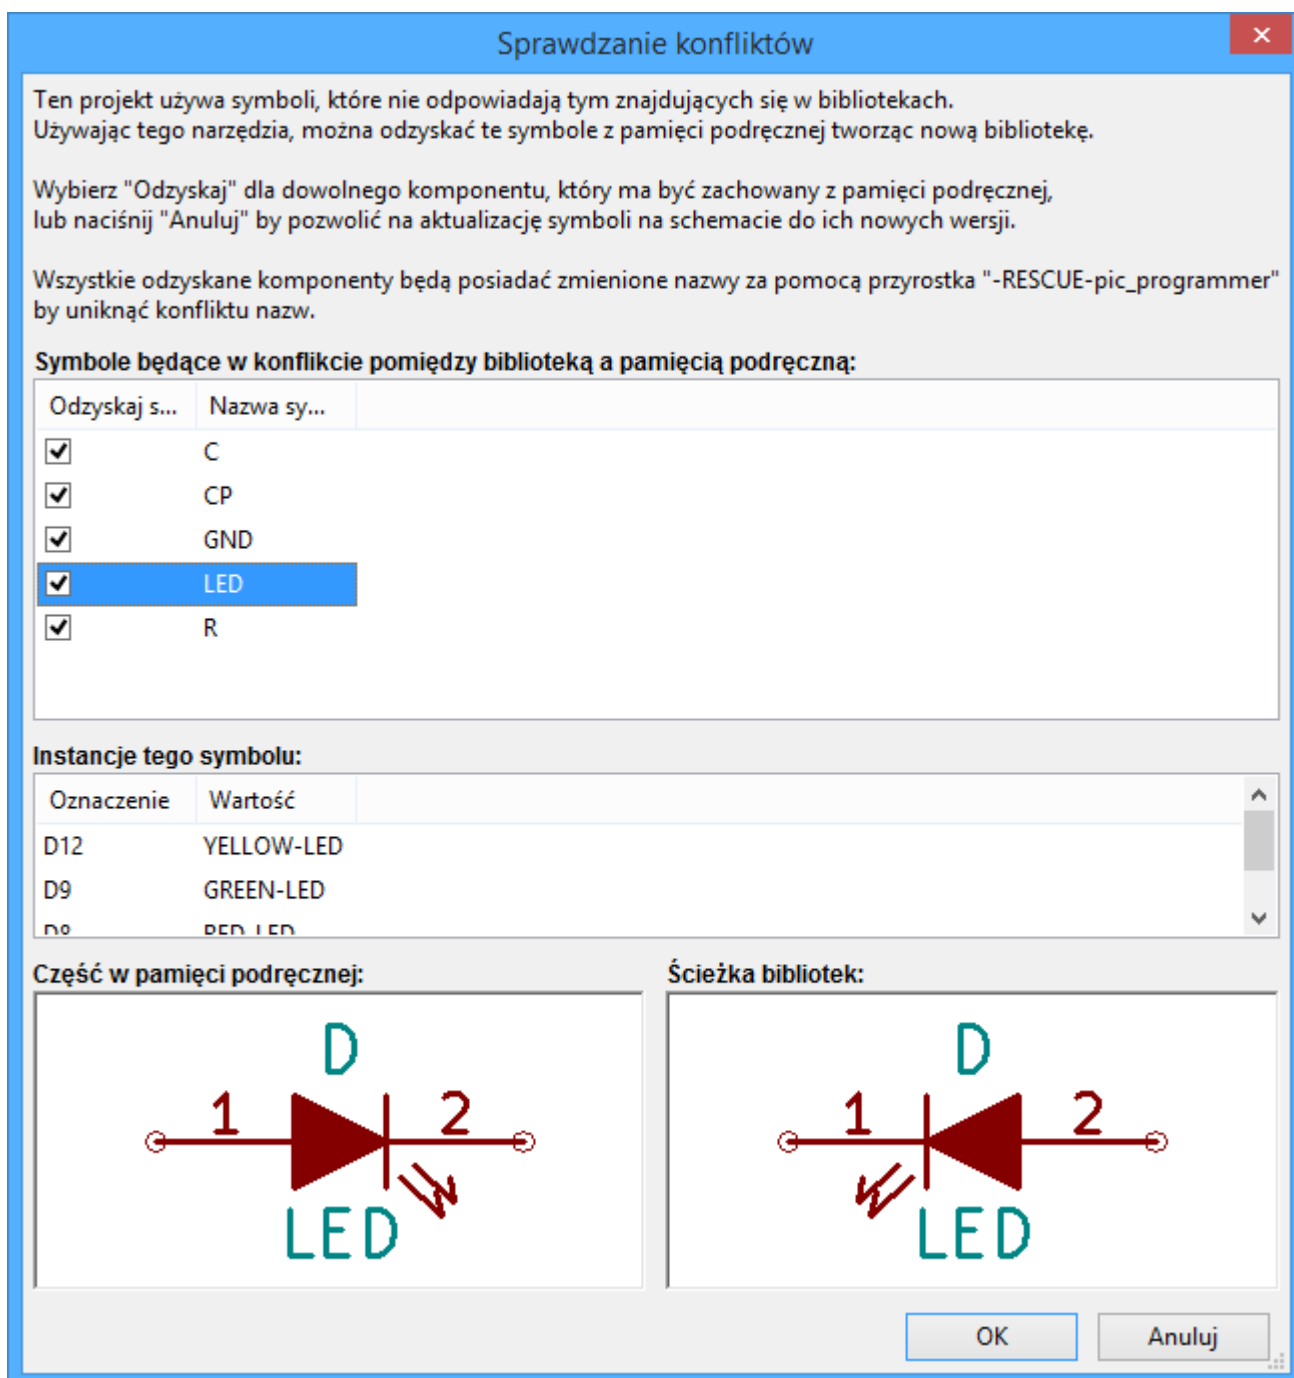 Sprawdzanie konfliktów
Ten projekt używa symboli, które nie odpowiadają tym znajdujących się w bibliotekach.
Używając tego narzędzia, można odzyskać te symbole z pamięci podręcznej tworząc nową bibliotekę.
Wybierz "Odzyskaj" dla dowolnego komponentu, który ma być zachowany z pamięci podręcznej,
lub naciśnij "Anuluj" by pozwolić na aktualizację symboli na schemacie do ich nowych wersji.
Wszystkie odzyskane komponenty będą posiadać zmienione nazwy za pomocą przyrostka "-RESCUE-pic_programmer"
by uniknąć konfliktu nazw.
Symbole będące w konflikcie pomiędzy biblioteką a pamięcią podręczną:
Odzyskaj s... Nazwa sy...
C
CP
GND
LED
R
Instancje tego symbolu:
Oznaczenie Wartość
D12 YELLOW-LED
D9 GREEN-LED
D8 RED-LED
Część w pamięci podręcznej: Ścieżka bibliotek:
D D
1 2 1 2
LED LED
OK Anuluj